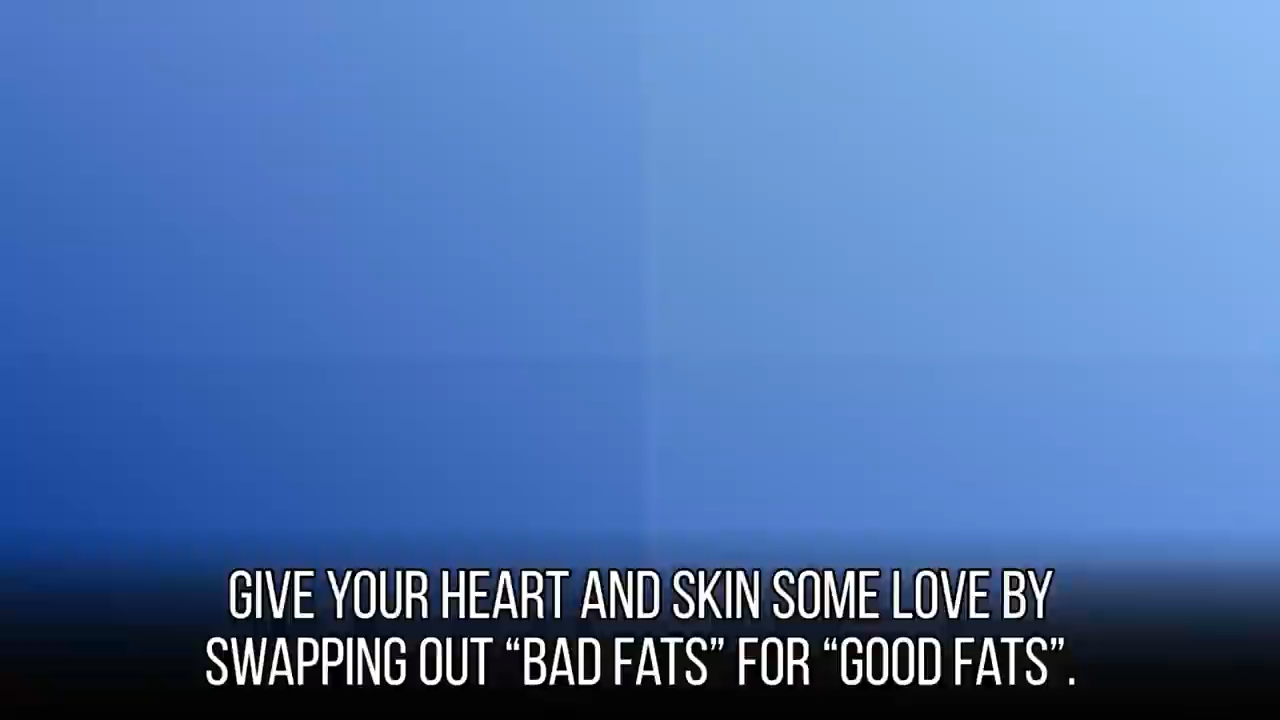 GIVE YOUR HEART AND SKIN SOME LOVE BY
SWAPPING OUT “BAD FATS” FOR “GOOD FATS”.